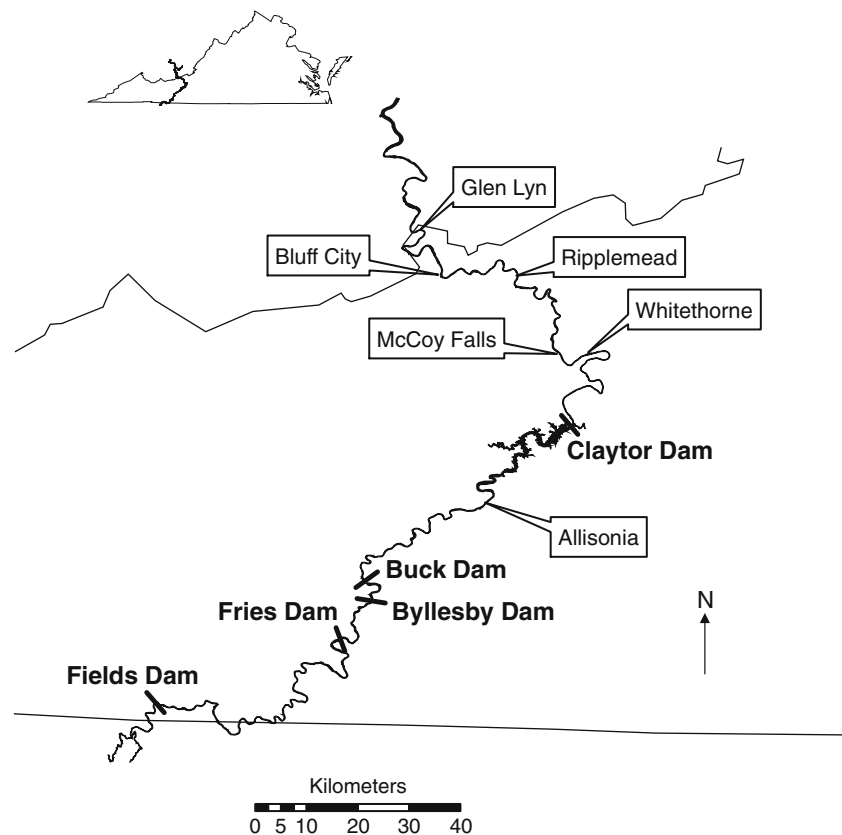 Glen Lyn
Bluff City
Ripplemead
Whitethorne
McCoy Falls
Claytor Dam
Allisonia
Buck Dam
Byllesby Dam
Fries Dam
N
Fields Dam
Kilometers
0 5 10 20 30 40